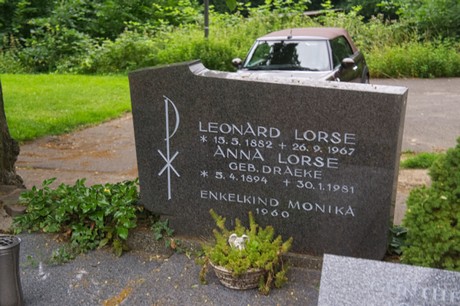 LEONARD LORSE
* 15.5.1882 + 26.9.1967
ANNA LORSE
GEB. DRAEKE
* 5.4.1894 + 30.1.1981
ENKELKIND MONIKA
1960